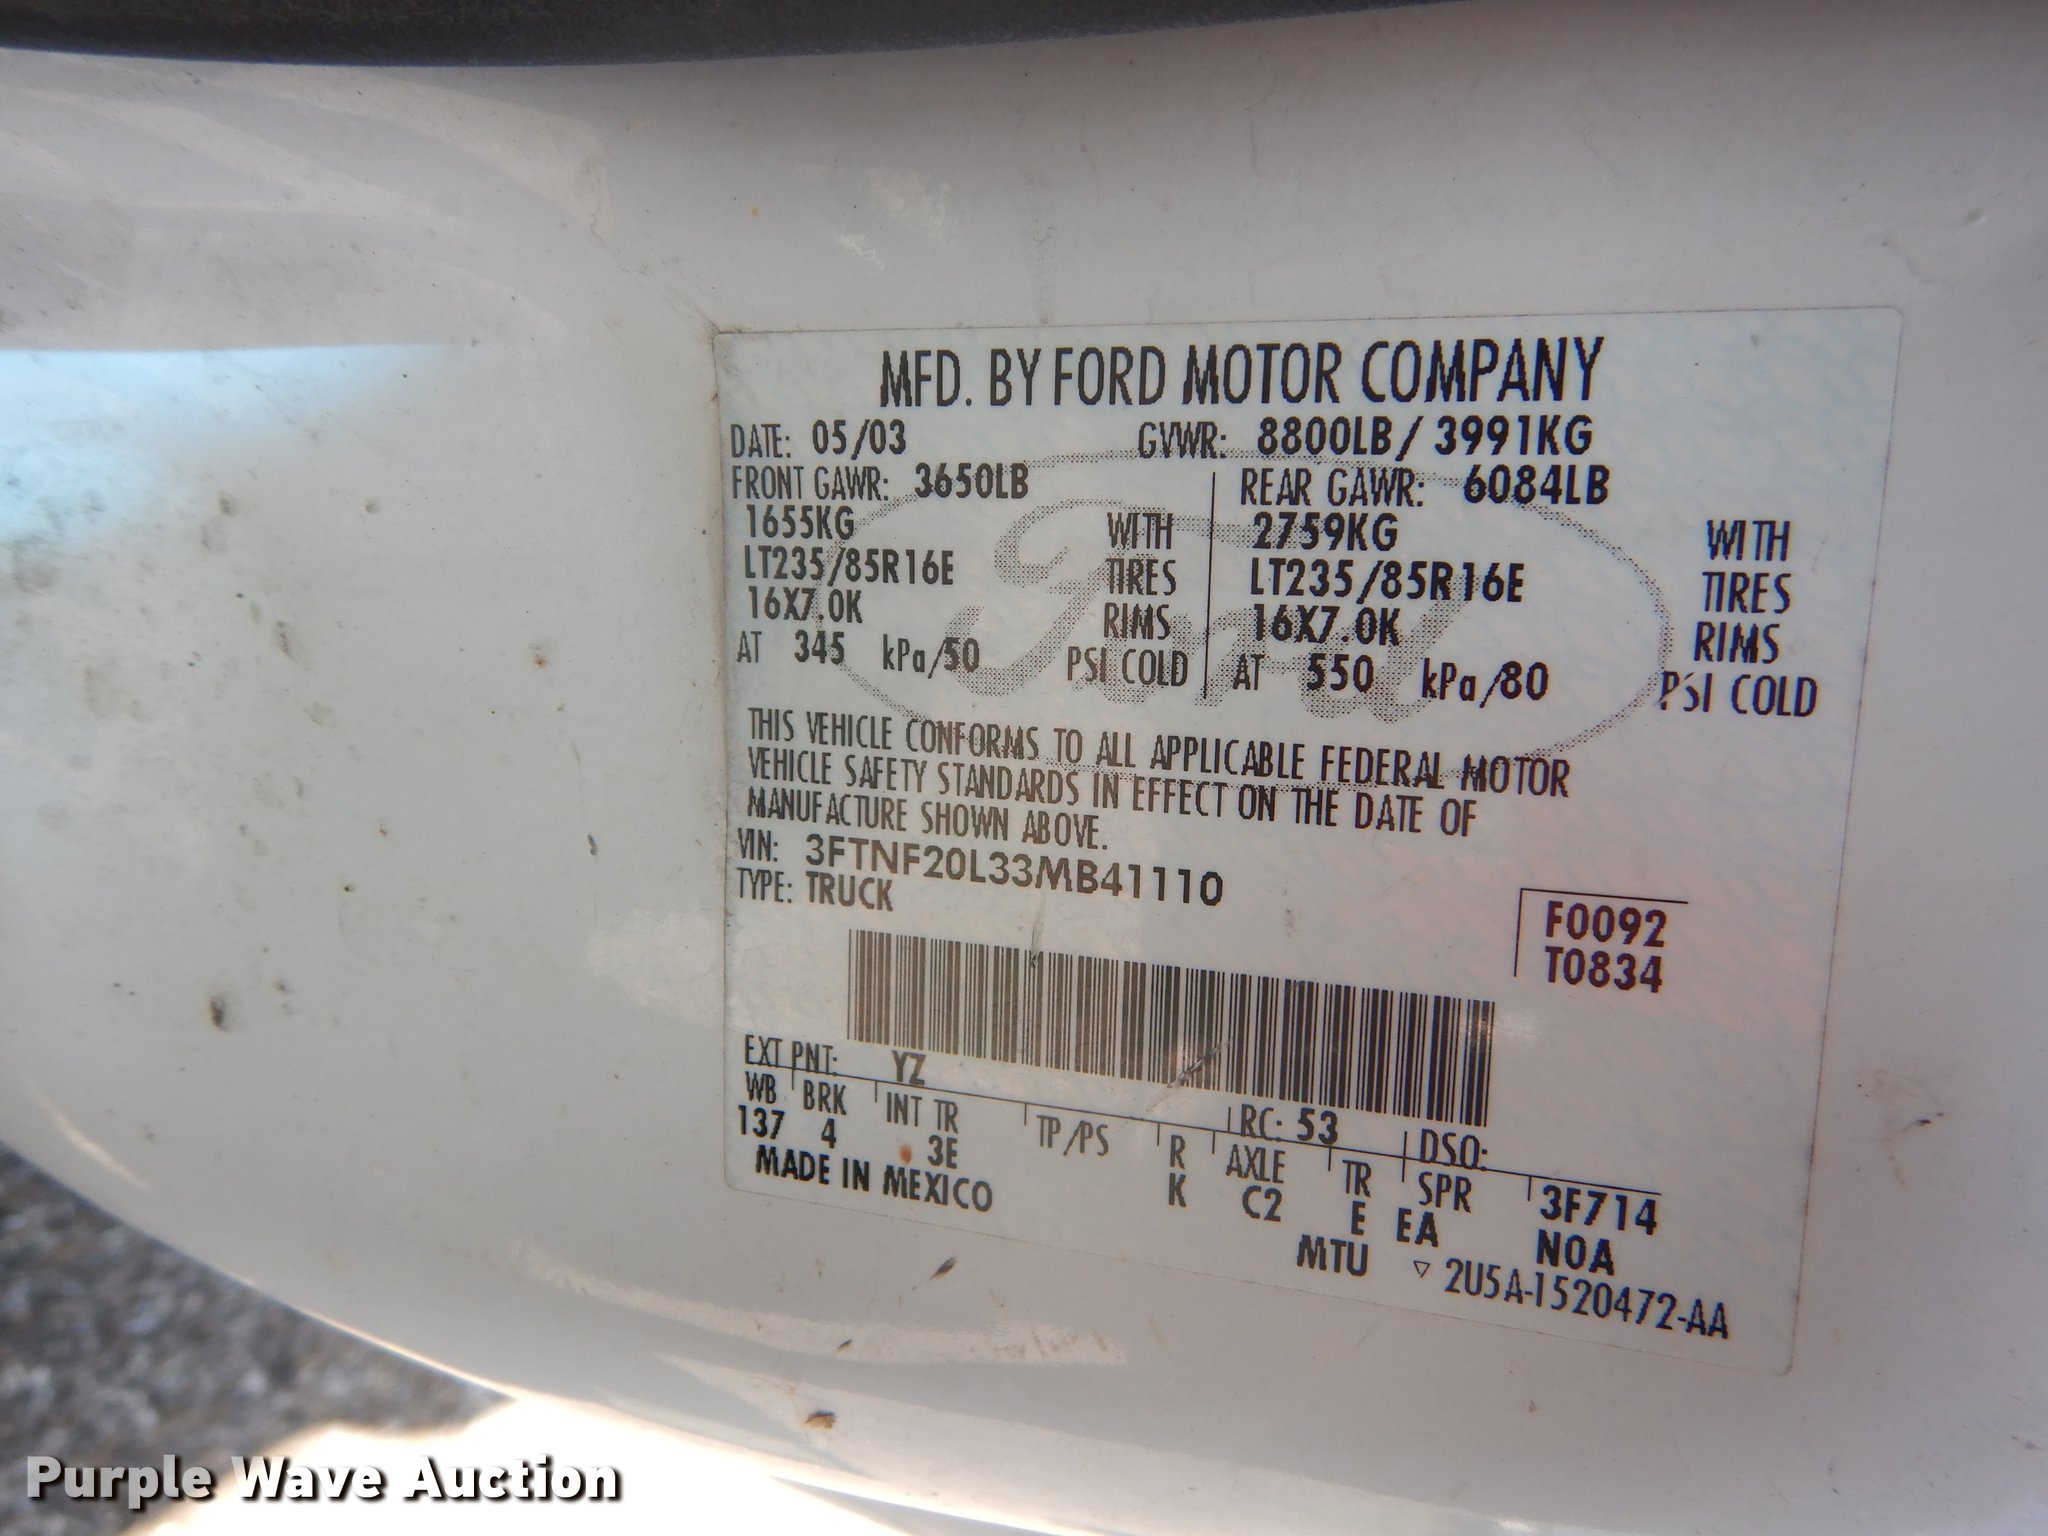 MFD. BY FORD MOTOR COMPANY
DATE: 05/03 GVWR: 8800LB/ 3991KG
FRONT GAWR: 3650LB REAR GAWR: 6084LB
1655KG WITH 2759KG WITH
LT235/85R16E TIRES LT235/85R16E TIRES
16X7.0K RIMS 16X7.0K RIMS
AT 345 kPa/50 PSI COLD AT 550 kPa/80 PSI COLD
Ford
THIS VEHICLE CONFORMS TO ALL APPLICABLE FEDERAL MOTOR
VEHICLE SAFETY STANDARDS IN EFFECT ON THE DATE OF
MANUFACTURE SHOWN ABOVE.
VIN: 3FTNF20L33MB41110
TYPE: TRUCK
F0092
T0834
EXT PNT: YZ RC: 53 DSO:
WB BRK INT TR TP/PS R AXLE TR SPR 3F714
137 4 3E K C2 E EA NOA
MADE IN MEXICO MTU ▽ 2U5A-1520472-AA
Purple Wave Auction